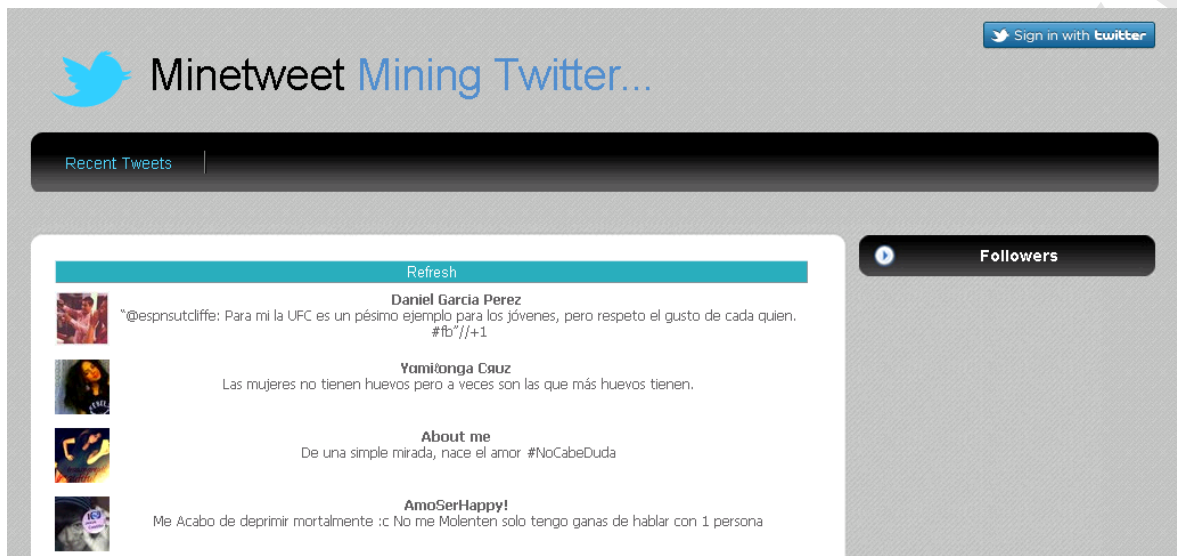 Sign in with twitter
Minetweet Mining Twitter...
Recent Tweets
Followers
Refresh
Daniel Garcia Perez
"@espnsutcliffe: Para mi la UFC es un pésimo ejemplo para los jóvenes, pero respeto el gusto de cada quien.
#fb"//+1
Cяuz
Las mujeres no tienen huevos pero a veces son las que más huevos tienen.
About me
De una simple mirada, nace el amor #NoCabeDuda
AmoSerHappy!
Me Acabo de deprimir mortalmente :c No me Molenten solo tengo ganas de hablar con 1 persona